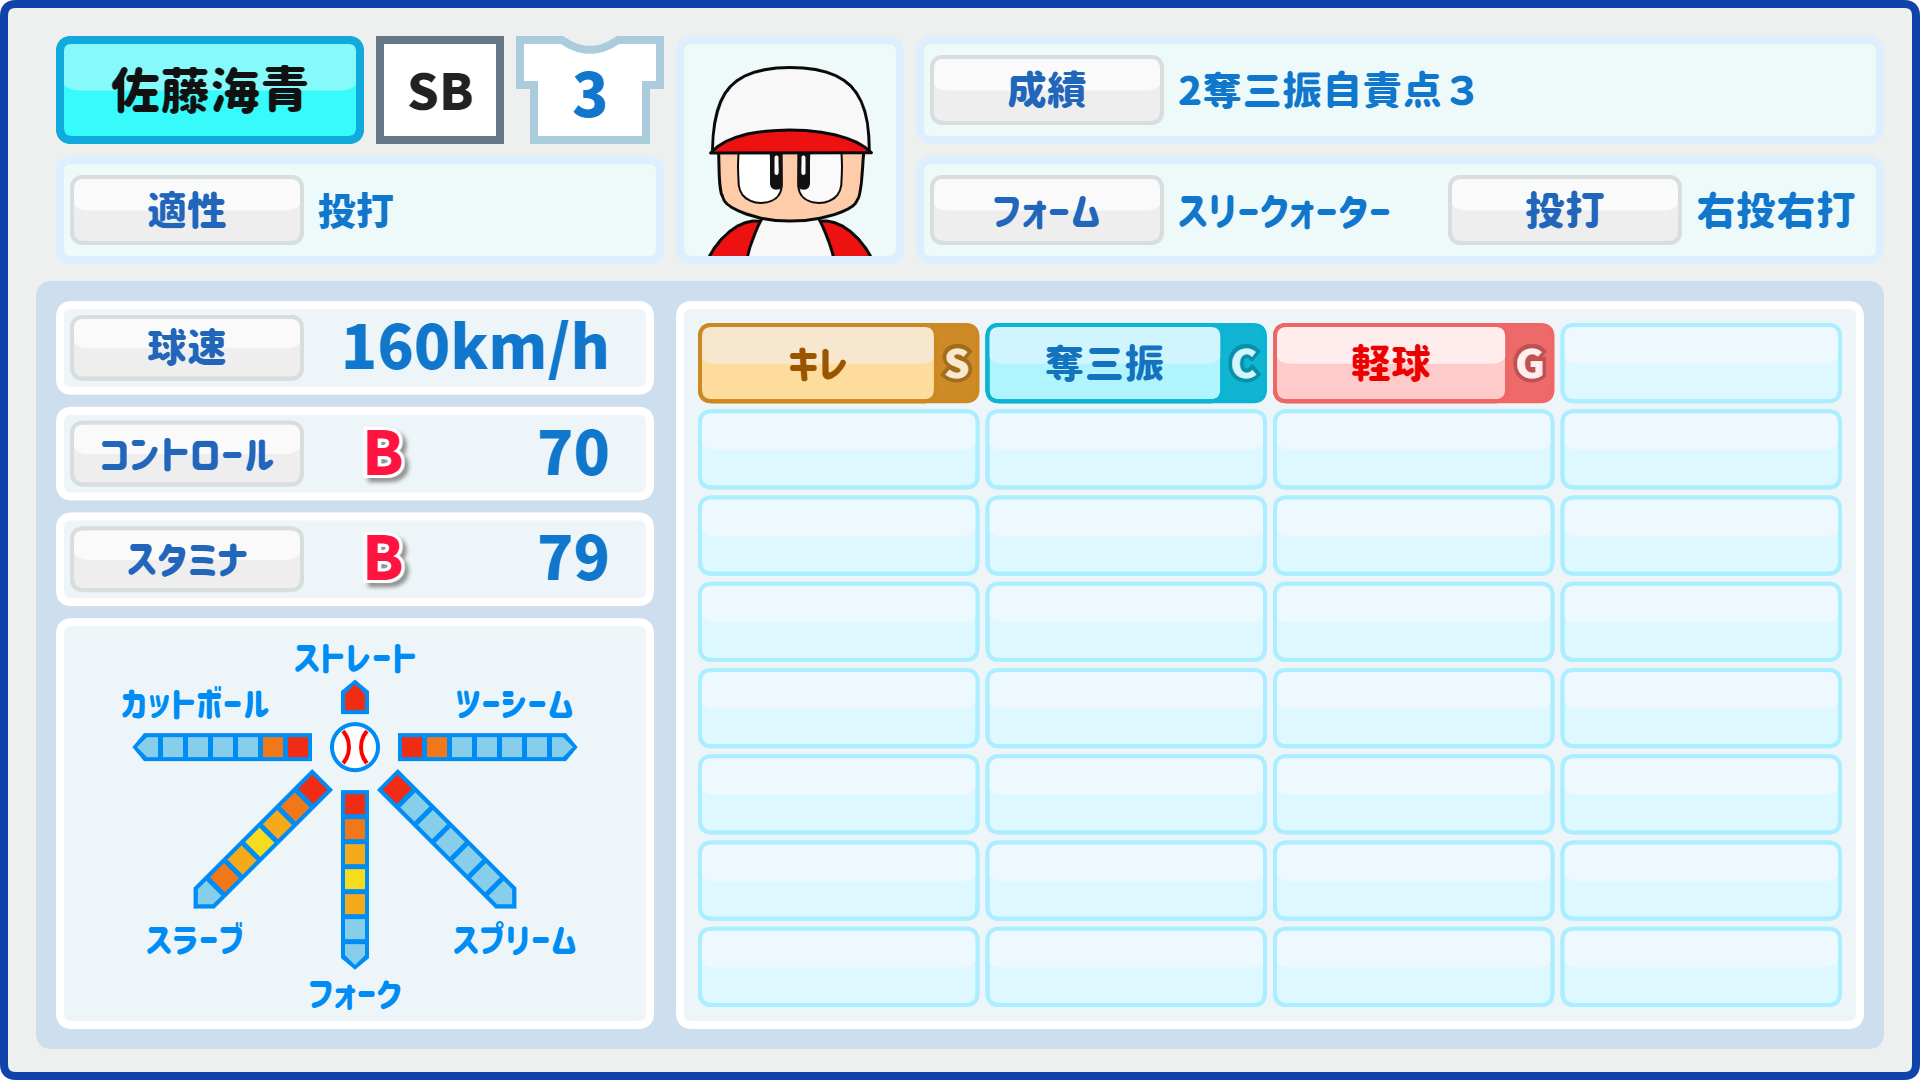 佐藤海青
SB
3
成績
2奪三振自責点３
適性
投打
フォーム
スリークォーター
投打
右投右打
球速
160km/h
コントロール
B
70
スタミナ
B
79
ストレート
カットボール
ツーシーム
スラーブ
スプリーム
フォーク
キレ
S
奪三振
C
軽球
G